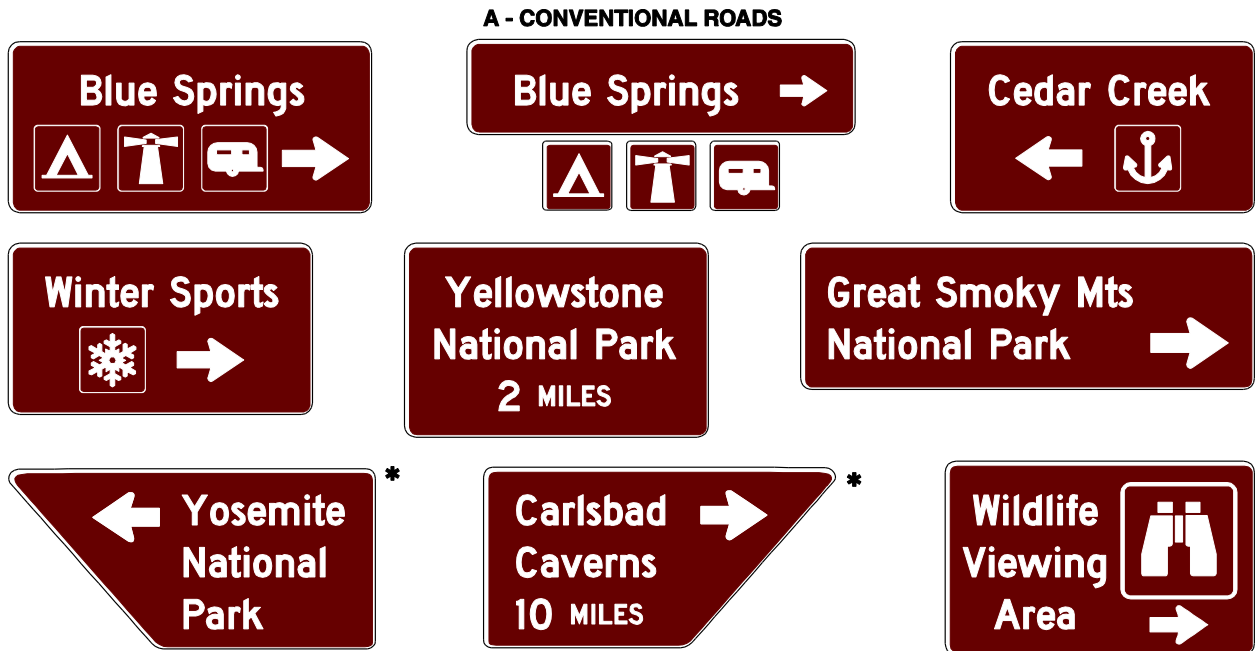 A - CONVENTIONAL ROADS
Blue Springs
Blue Springs
Cedar Creek
Winter Sports
Yellowstone
National Park
2 MILES
Great Smoky Mts
National Park
Yosemite
National
Park
*
Carlsbad
Caverns
10 MILES
*
Wildlife
Viewing
Area